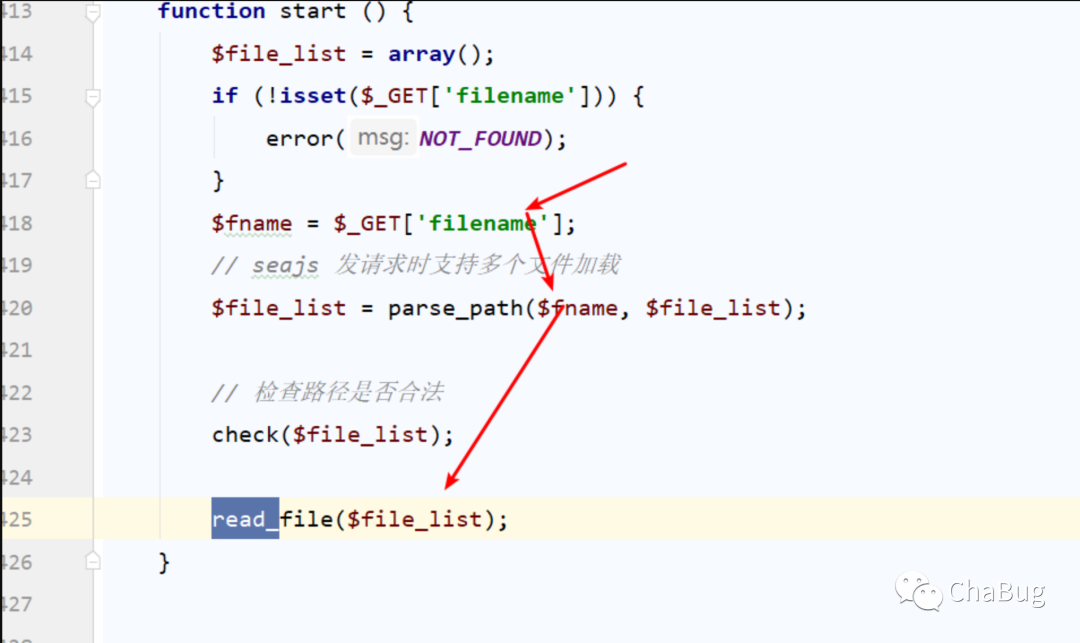 413 function start () {
414 $file_list = array();
415 if (!isset($_GET['filename'])) {
416 error( msg: NOT_FOUND);
417 }
418 $fname = $_GET['filename'];
419 // seajs 发请求时支持多个文件加载
420 $file_list = parse_path($fname, $file_list);
421
422 // 检查路径是否合法
423 check($file_list);
424
425 read_file($file_list);
426 }
427
ChaBug